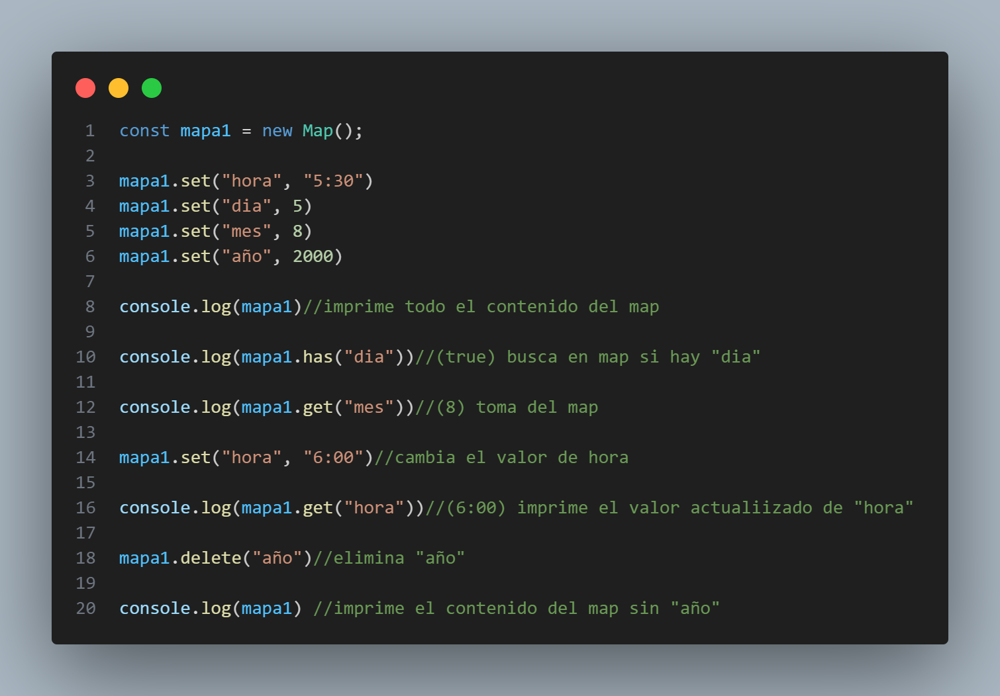 1 const mapa1 = new Map();
2
3 mapa1.set("hora", "5:30")
4 mapa1.set("dia", 5)
5 mapa1.set("mes", 8)
6 mapa1.set("año", 2000)
7
8 console.log(mapa1)//imprime todo el contenido del map
9
10 console.log(mapa1.has("dia"))//(true) busca en map si hay "dia"
11
12 console.log(mapa1.get("mes"))//(8) toma del map
13
14 mapa1.set("hora", "6:00")//cambia el valor de hora
15
16 console.log(mapa1.get("hora"))//(6:00) imprime el valor actualiizado de "hora"
17
18 mapa1.delete("año")//elimina "año"
19
20 console.log(mapa1) //imprime el contenido del map sin "año"